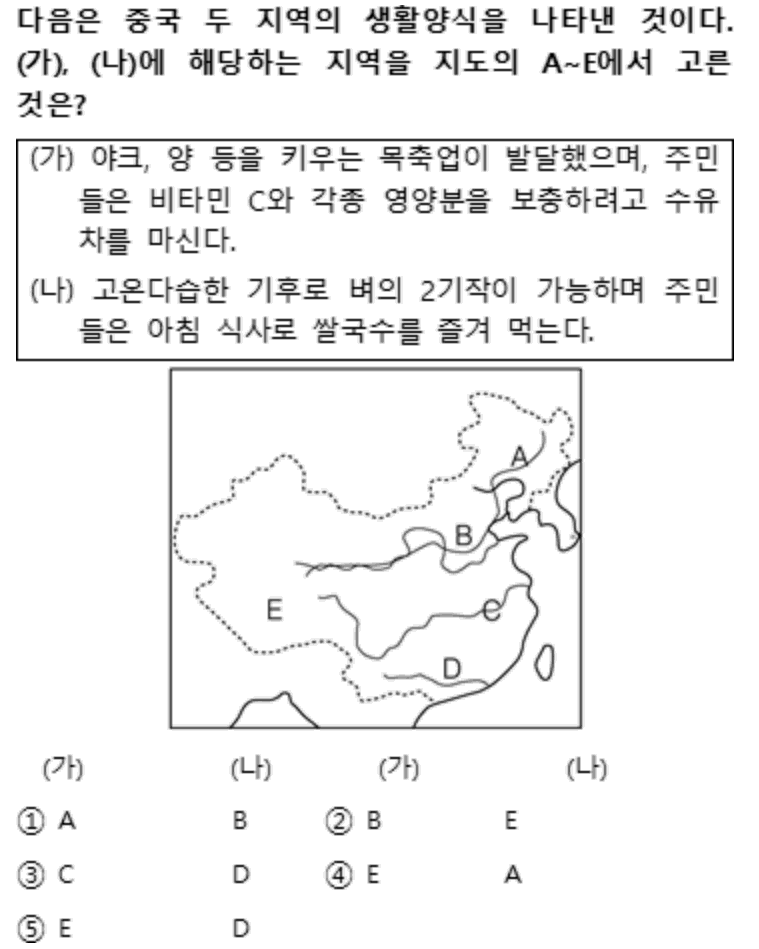 다음은 중국 두 지역의 생활양식을 나타낸 것이다.
(가), (나)에 해당하는 지역을 지도의 A~E에서 고른
것은?
(가) 야크, 양 등을 키우는 목축업이 발달했으며, 주민
들은 비타민 C와 각종 영양분을 보충하려고 수유
차를 마신다.
(나) 고온다습한 기후로 벼의 2기작이 가능하며 주민
들은 아침 식사로 쌀국수를 즐겨 먹는다.
A
B
E
C
D
(가) (나) (가) (나)
① A B ② B E
③ C D ④ E A
⑤ E D